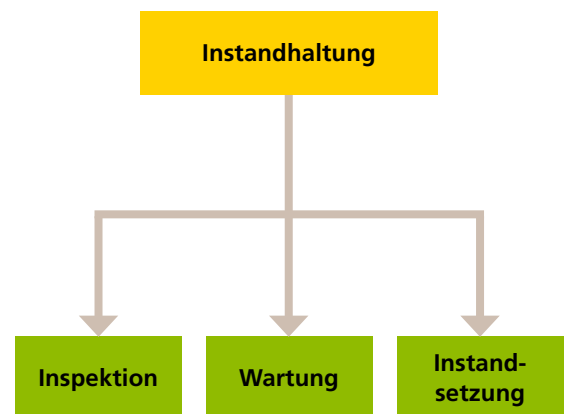 Instandhaltung
Inspektion
Wartung
Instand-
setzung